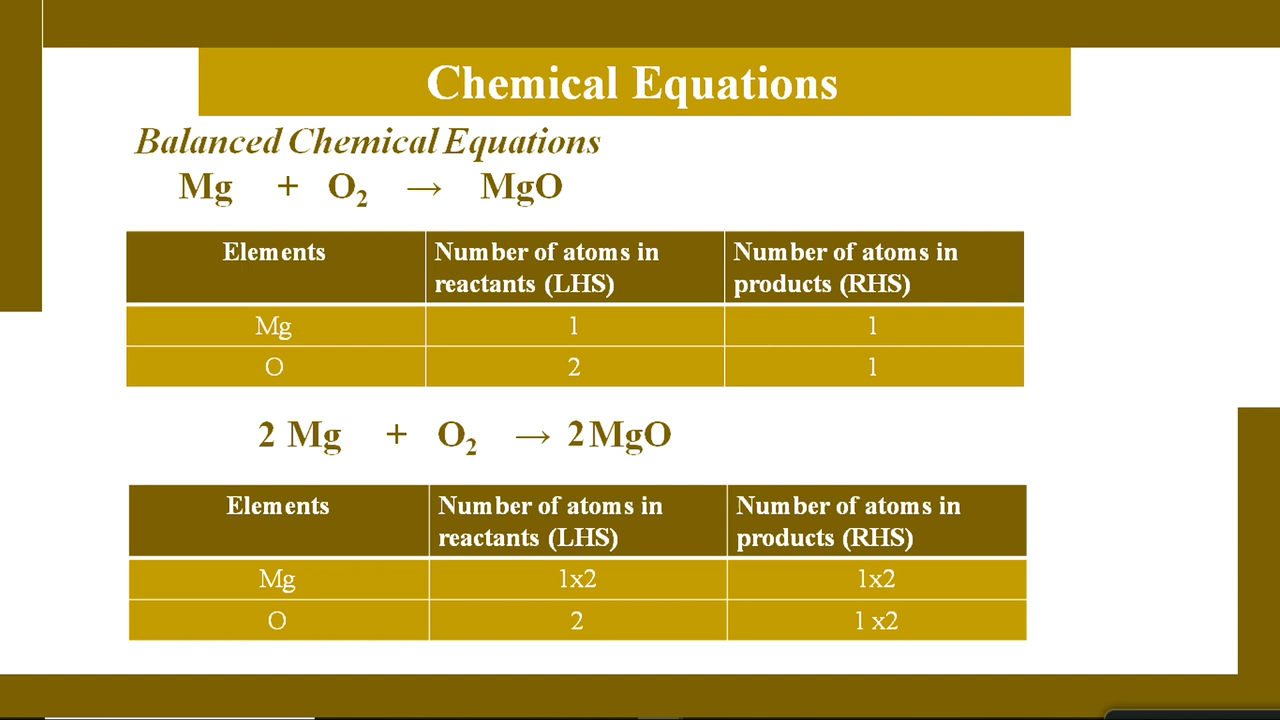 Chemical Equations
Balanced Chemical Equations
Mg + O₂ → MgO
Elements Number of atoms in reactants (LHS) Number of atoms in products (RHS)
Mg 1 1
O 2 1
2 Mg + O₂ → 2MgO
Elements Number of atoms in reactants (LHS) Number of atoms in products (RHS)
Mg 1x2 1x2
O 2 1 x2